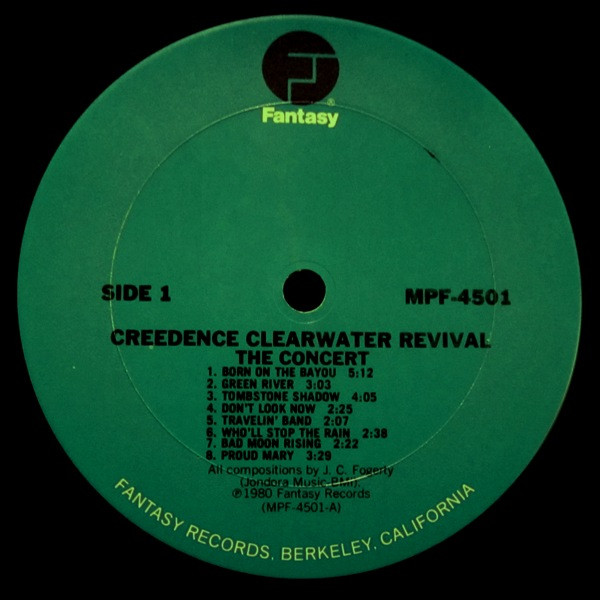 ®
Fantasy
SIDE 1
MPF-4501
CREEDENCE CLEARWATER REVIVAL
THE CONCERT
1. BORN ON THE BAYOU 5:12
2. GREEN RIVER 3:03
3. TOMBSTONE SHADOW 4:05
4. DON'T LOOK NOW 2:25
5. TRAVELIN' BAND 2:07
6. WHO'LL STOP THE RAIN 2:38
7. BAD MOON RISING 2:22
8. PROUD MARY 3:29
All compositions by J. C. Fogerty
(Jondora Music-BMI).
℗1980 Fantasy Records
(MPF-4501-A)
FANTASY RECORDS, BERKELEY, CALIFORNIA